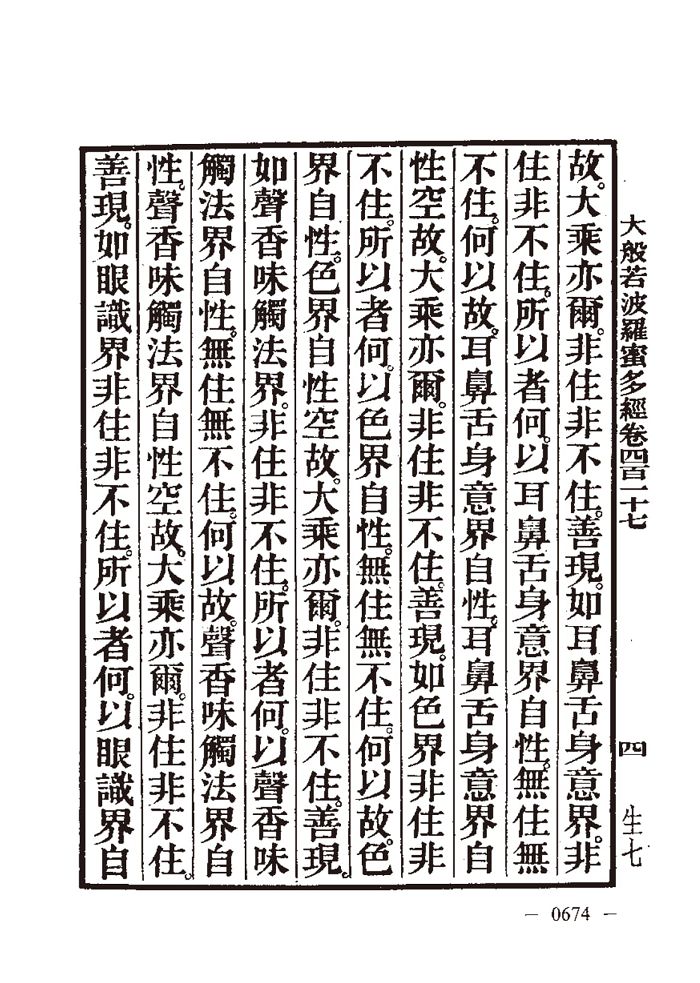 大般若波羅蜜多經卷四百二十七 四 生七
故。大乘亦爾。非住非不住。善現。如耳鼻舌身意界。非
住非不住。所以者何。以耳鼻舌身意界自性。無住無
不住。何以故。耳鼻舌身意界自性。耳鼻舌身意界自
性空故。大乘亦爾。非住非不住。善現。如色界非住非
不住。所以者何。以色界自性。無住無不住。何以故。色
界自性。色界自性空故。大乘亦爾。非住非不住。善現。
如聲香味觸法界。非住非不住。所以者何。以聲香味
觸法界自性。無住無不住。何以故。聲香味觸法界自
性。聲香味觸法界自性空故。大乘亦爾。非住非不住。
善現。如眼識界非住非不住。所以者何。以眼識界自
— 0674 —